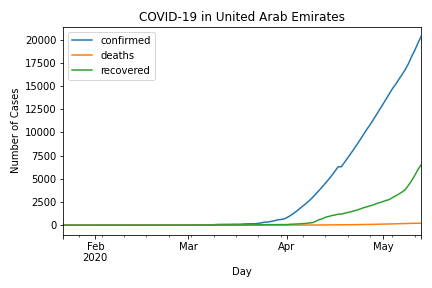 COVID-19 in United Arab Emirates
confirmed
deaths
recovered
Number of Cases
20000
17500
15000
12500
10000
7500
5000
2500
0
Feb
2020
Mar
Apr
May
Day